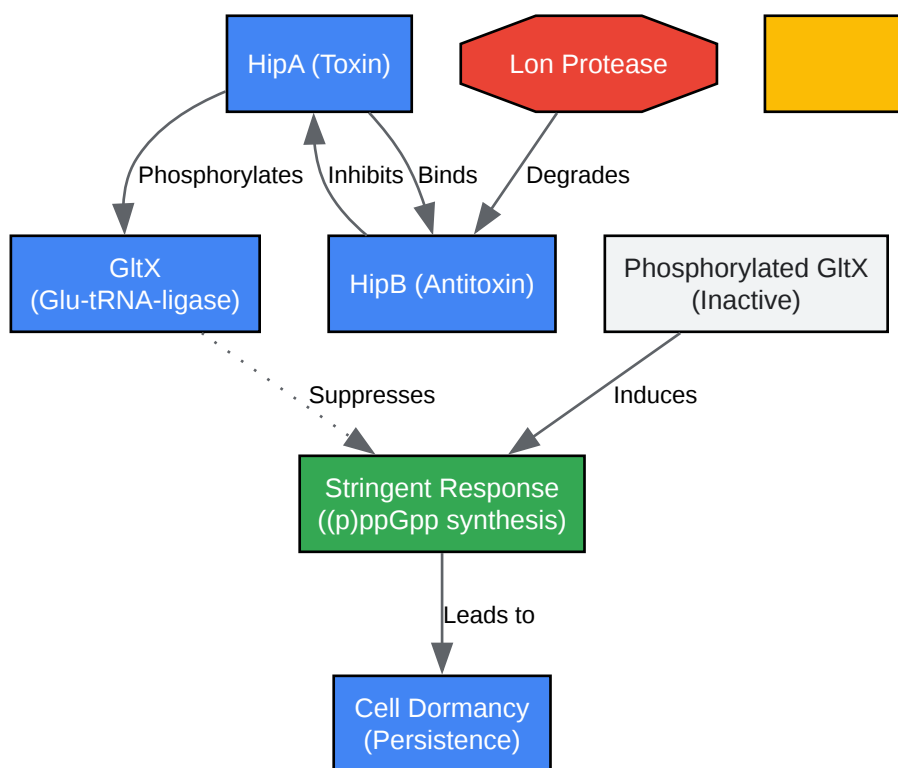 HipA (Toxin)
Lon Protease
Phosphorylates
Inhibits
Binds
Degrades
GltX
(Glu-tRNA-ligase)
HipB (Antitoxin)
Phosphorylated GltX
(Inactive)
Suppresses
Induces
Stringent Response
((p)ppGpp synthesis)
Leads to
Cell Dormancy
(Persistence)